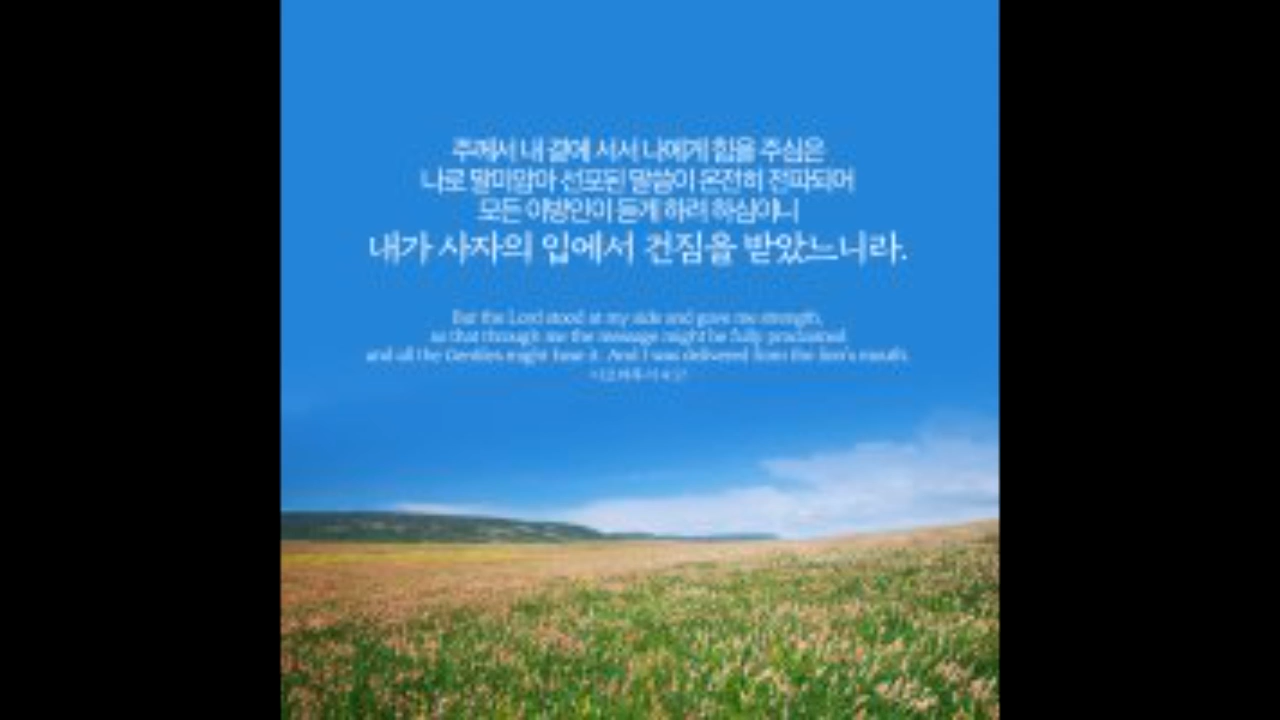 주께서 내 곁에 서서 나에게 힘을 주심은
나로 말미암아 선포된 말씀이 온전히 전파되어
모든 이방인이 듣게 하려 하심이니
내가 사자의 입에서 건짐을 받았느니라.
But the Lord stood at my side and gave me strength,
so that through me the message might be fully proclaimed
and all the Gentiles might hear it. And I was delivered from the lion's mouth.